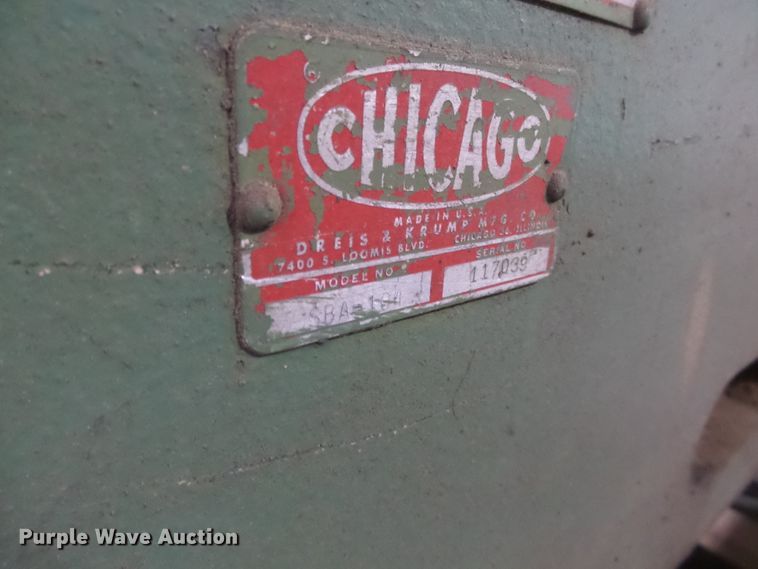 CHICAGO
MADE IN U.S.A.
DREIS & KRUMP MFG. CO.
7400 S. LOOMIS BLVD. CHICAGO 36, ILLINOIS
MODEL NO. SERIAL NO.
117039
Purple Wave Auction